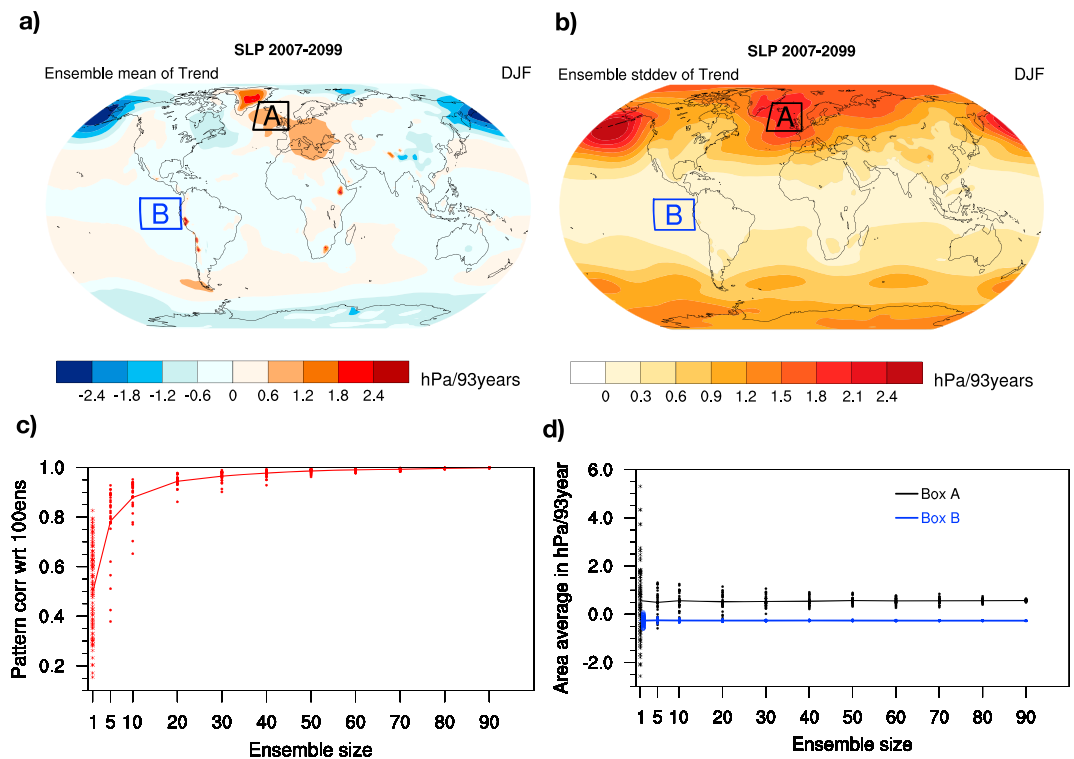 a)
SLP 2007-2099
Ensemble mean of Trend DJF
A
B
-2.4 -1.8 -1.2 -0.6 0 0.6 1.2 1.8 2.4
hPa/93years
b)
SLP 2007-2099
Ensemble stddev of Trend DJF
A
B
0 0.3 0.6 0.9 1.2 1.5 1.8 2.1 2.4
hPa/93years
c)
Pattern corr wrt 100ens
1.0
0.8
0.6
0.4
0.2
1 5 10 20 30 40 50 60 70 80 90
Ensemble size
d)
Area average in hPa/93year
6.0
4.0
2.0
0.0
-2.0
Box A
Box B
1 5 10 20 30 40 50 60 70 80 90
Ensemble size